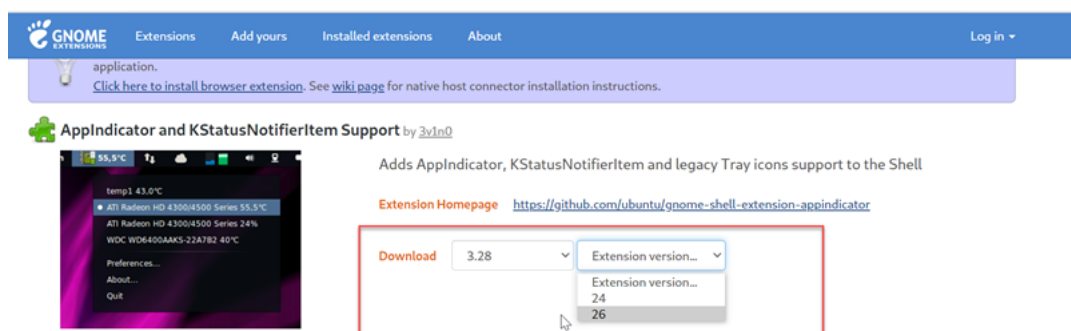 GNOME
EXTENSIONS
Extensions Add yours Installed extensions About Log in
application.
Click here to install browser extension. See wiki page for native host connector installation instructions.
AppIndicator and KStatusNotifierItem Support by 3v1n0
55,5°C
temp1 43.0°C
ATI Radeon HD 4300/4500 Series 55.5°C
ATI Radeon HD 4300/4500 Series 24%
WDC WD6400AAKS-22A7B2 40°C
Preferences...
About...
Quit
Adds AppIndicator, KStatusNotifierItem and legacy Tray icons support to the Shell
Extension Homepage https://github.com/ubuntu/gnome-shell-extension-appindicator
Download 3.28 Extension version...
Extension version...
24
26